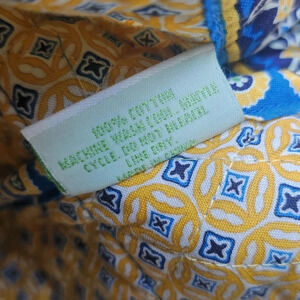 100% COTTON
MACHINE WASH COLD, GENTLE
CYCLE. DO NOT BLEACH.
LINE DRY.